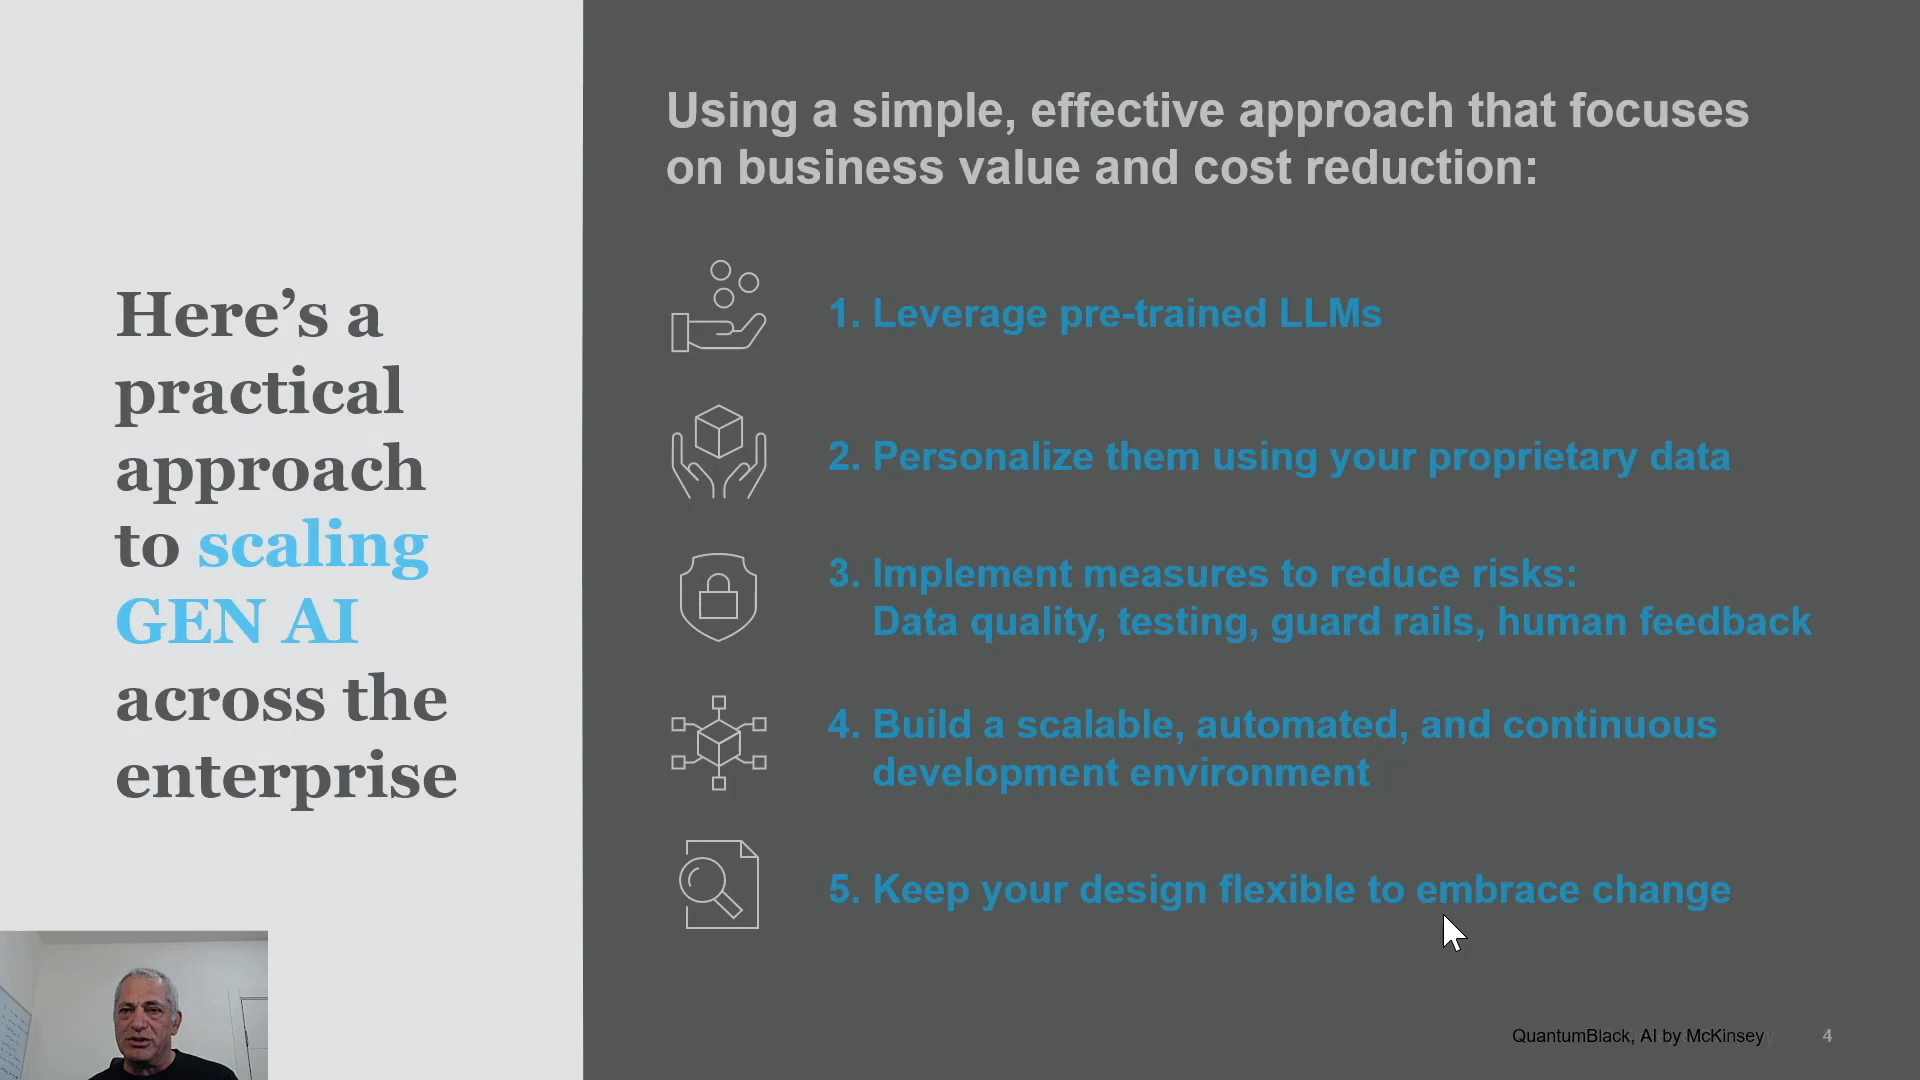 Here’s a
practical
approach
to scaling
GEN AI
across the
enterprise
Using a simple, effective approach that focuses
on business value and cost reduction:
1. Leverage pre-trained LLMs
2. Personalize them using your proprietary data
3. Implement measures to reduce risks:
Data quality, testing, guard rails, human feedback
4. Build a scalable, automated, and continuous
development environment
5. Keep your design flexible to embrace change
QuantumBlack, AI by McKinsey
4